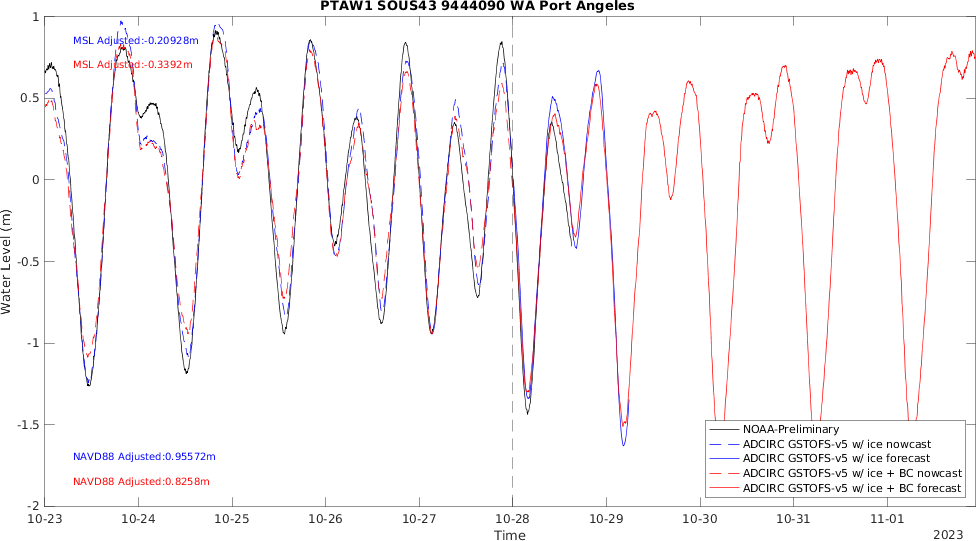 PTAW1 SOUS43 9444090 WA Port Angeles
1
MSL Adjusted:-0.20928m
MSL Adjusted:-0.3392m
0.5
0
-0.5
-1
-1.5
-2
Water Level (m)
NAVD88 Adjusted:0.95572m
NAVD88 Adjusted:0.8258m
NOAA-Preliminary
ADCIRC GSTOFS-v5 w/ ice nowcast
ADCIRC GSTOFS-v5 w/ ice forecast
ADCIRC GSTOFS-v5 w/ ice + BC nowcast
ADCIRC GSTOFS-v5 w/ ice + BC forecast
10-23 10-24 10-25 10-26 10-27 10-28 10-29 10-30 10-31 11-01
Time
2023